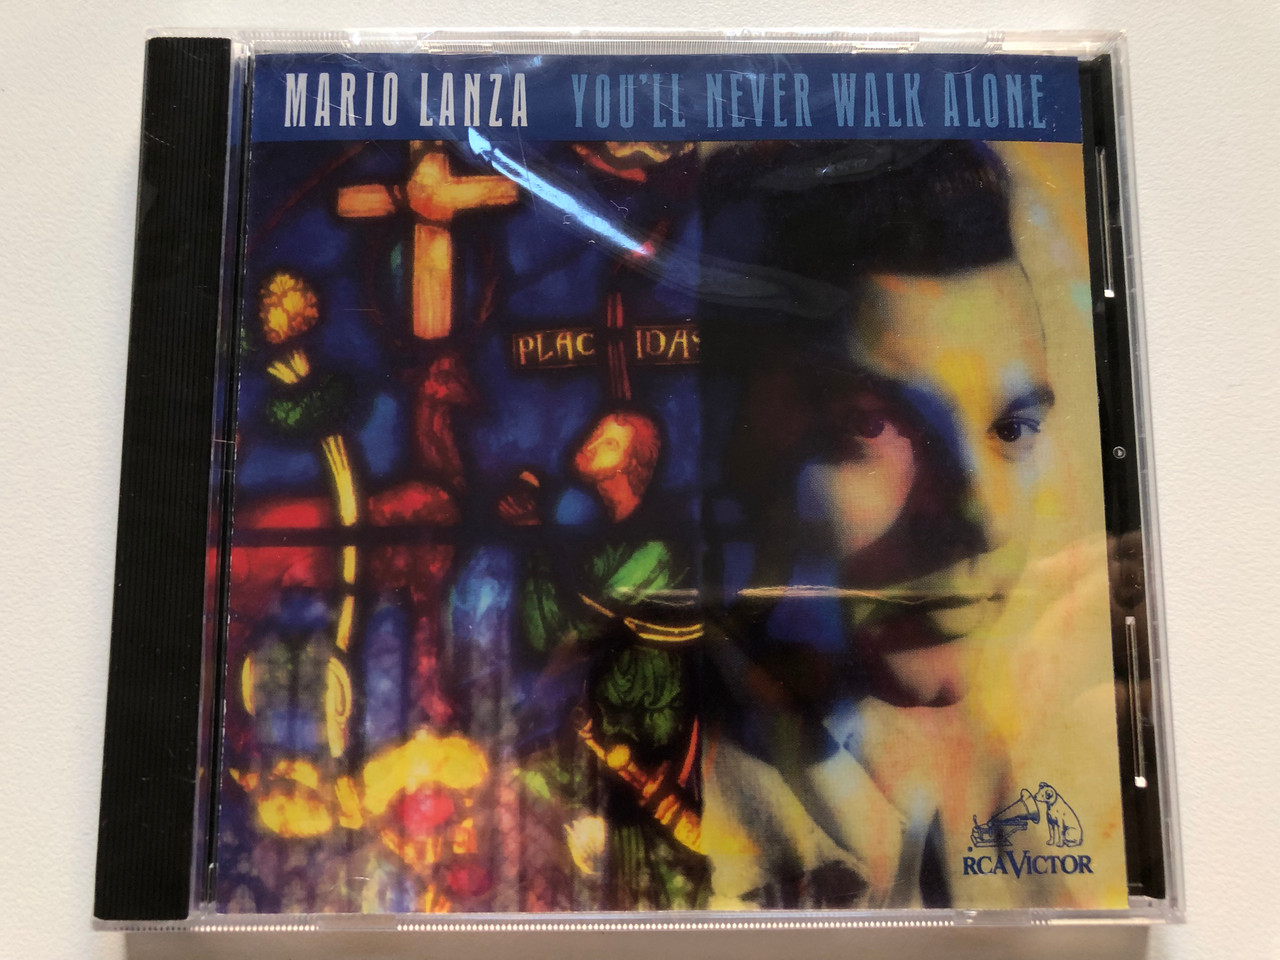 MARIO LANZA YOU'LL NEVER WALK ALONE
PLAC IDAS
RCA VICTOR